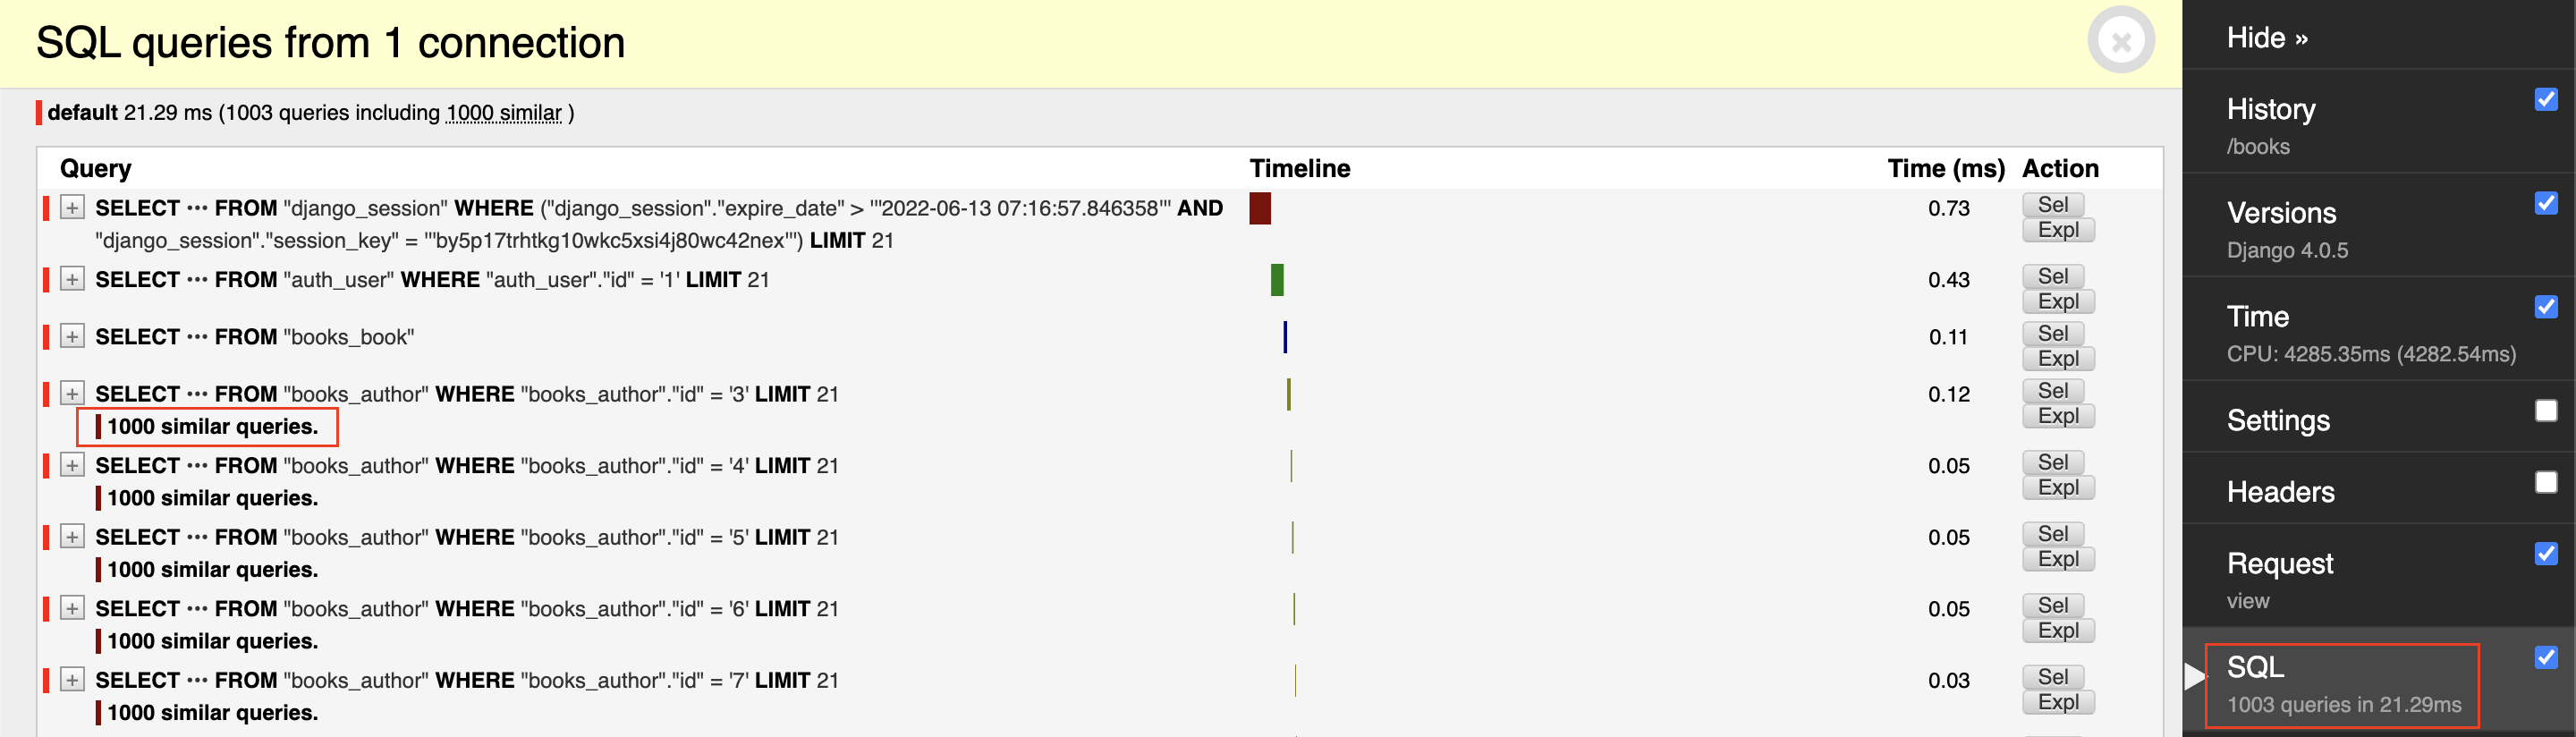 SQL queries from 1 connection
default 21.29 ms (1003 queries including 1000 similar )
Query Timeline Time (ms) Action
+ SELECT ••• FROM "django_session" WHERE ("django_session"."expire_date" > '"2022-06-13 07:16:57.846358"' AND 0.73 Sel
"django_session"."session_key" = '"by5p17trhtkg10wkc5xsi4j80wc42nex"') LIMIT 21 Expl
+ SELECT ••• FROM "auth_user" WHERE "auth_user"."id" = '1' LIMIT 21 0.43 Sel
Expl
+ SELECT ••• FROM "books_book" 0.11 Sel
Expl
+ SELECT ••• FROM "books_author" WHERE "books_author"."id" = '3' LIMIT 21 0.12 Sel
1000 similar queries. Expl
+ SELECT ••• FROM "books_author" WHERE "books_author"."id" = '4' LIMIT 21 0.05 Sel
1000 similar queries. Expl
+ SELECT ••• FROM "books_author" WHERE "books_author"."id" = '5' LIMIT 21 0.05 Sel
1000 similar queries. Expl
+ SELECT ••• FROM "books_author" WHERE "books_author"."id" = '6' LIMIT 21 0.05 Sel
1000 similar queries. Expl
+ SELECT ••• FROM "books_author" WHERE "books_author"."id" = '7' LIMIT 21 0.03 Sel
1000 similar queries. Expl
Hide »
History
/books
Versions
Django 4.0.5
Time
CPU: 4285.35ms (4282.54ms)
Settings
Headers
Request
view
SQL
1003 queries in 21.29ms